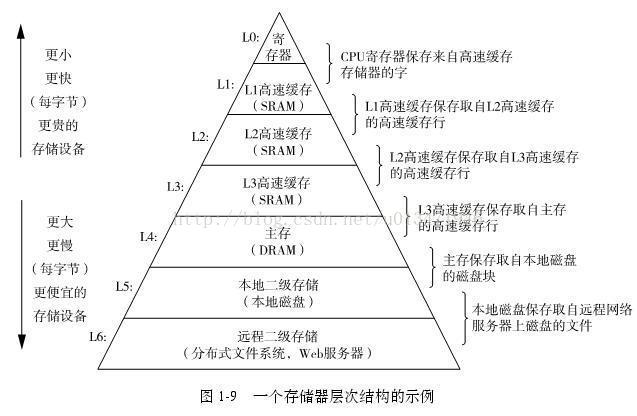 更小
更快
（每字节）
更贵的
存储设备
更大
更慢
（每字节）
更便宜的
存储设备
L0:
寄
存器
L1:
L1高速缓存
（SRAM）
L2:
L2高速缓存
（SRAM）
L3:
L3高速缓存
（SRAM）
L4:
主存
（DRAM）
L5:
本地二级存储
（本地磁盘）
L6:
远程二级存储
（分布式文件系统，Web服务器）
CPU寄存器保存来自高速缓存
存储器的字
L1高速缓存保存取自L2高速缓存
的高速缓存行
L2高速缓存保存取自L3高速缓存
的高速缓存行
L3高速缓存保存取自主存
的高速缓存行
主存保存取自本地磁盘
的磁盘块
本地磁盘保存取自远程网络
服务器上磁盘的文件
图 1-9 一个存储器层次结构的示例